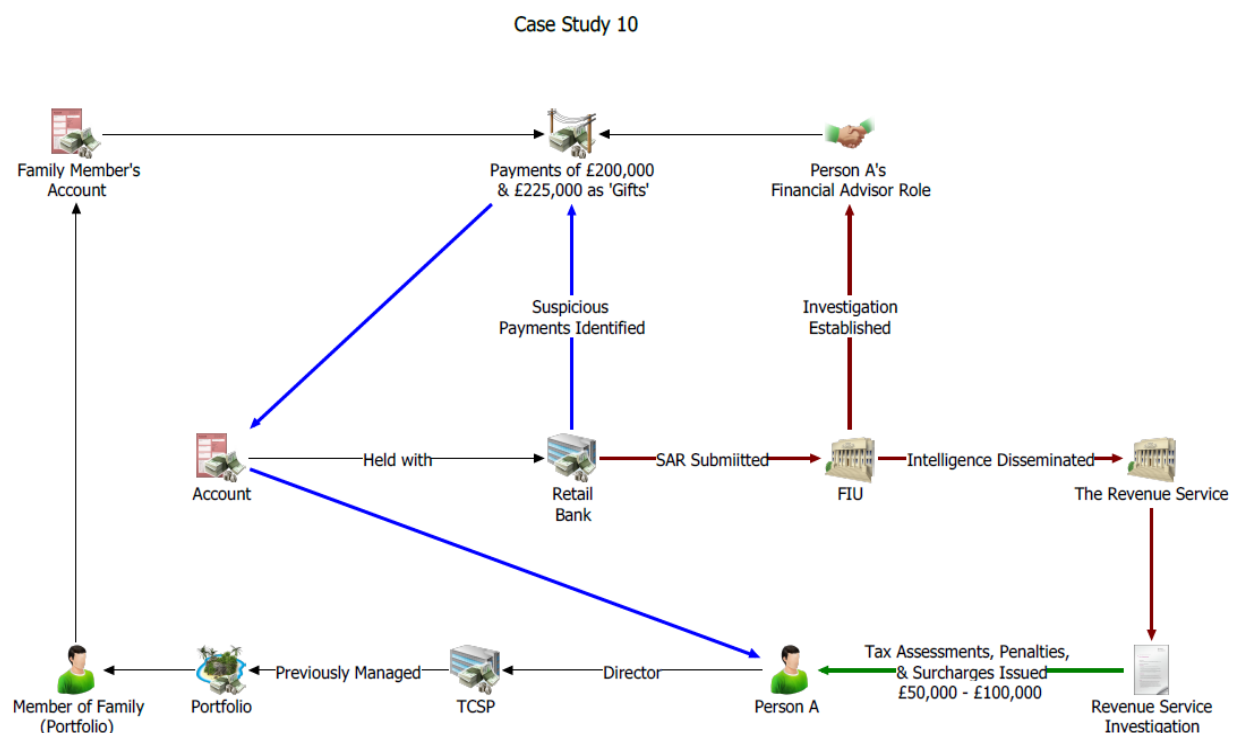 Case Study 10
Family Member's
Account
Payments of £200,000
& £225,000 as 'Gifts'
Person A's
Financial Advisor Role
Suspicious
Payments Identified
Investigation
Established
Account
Held with
Retail
Bank
SAR Submiitted
FIU
Intelligence Disseminated
The Revenue Service
Member of Family
(Portfolio)
Portfolio
Previously Managed
TCSP
Director
Person A
Tax Assessments, Penalties,
& Surcharges Issued
£50,000 - £100,000
Revenue Service
Investigation